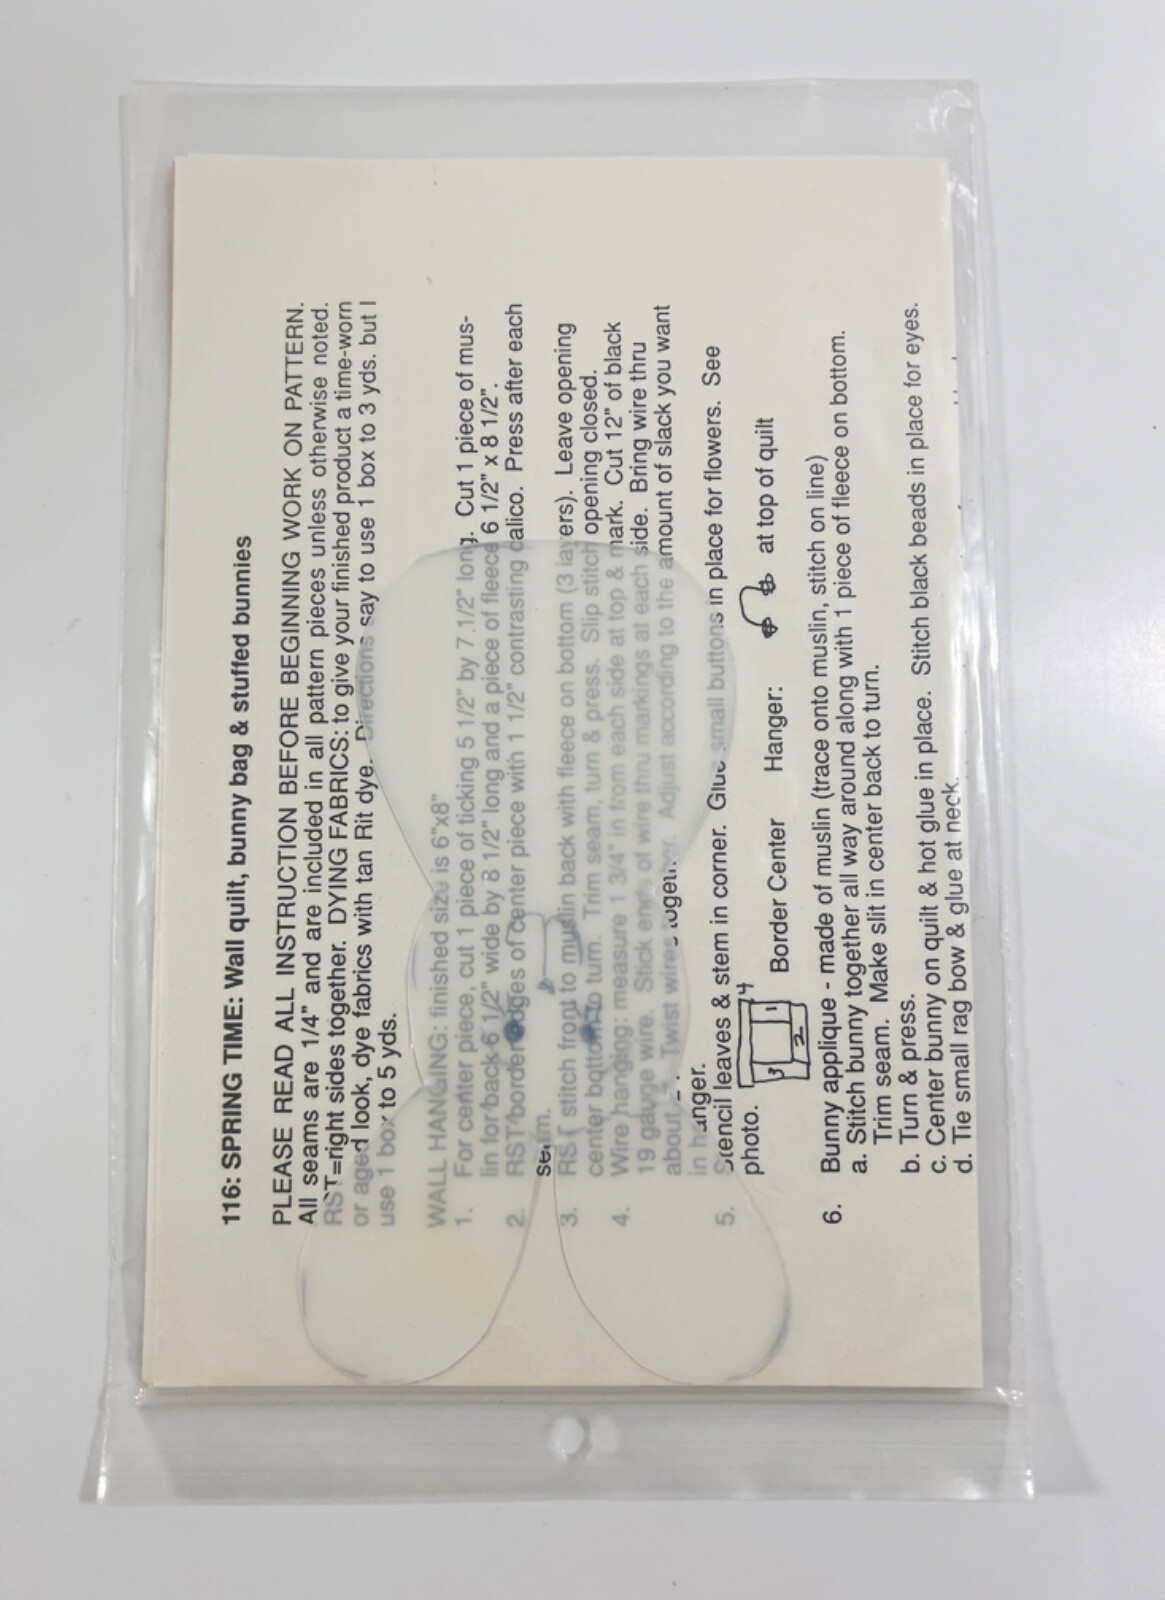 116: SPRING TIME: Wall quilt, bunny bag & stuffed bunnies
PLEASE READ ALL INSTRUCTION BEFORE BEGINNING WORK ON PATTERN.
All seams are 1/4" and are included in all pattern pieces unless otherwise noted.
RST=right sides together. DYING FABRICS: to give your finished product a time-worn
or aged look, dye fabrics with tan Rit dye. Directions say to use 1 box to 3 yds. but I
use 1 box to 5 yds.
WALL HANGING: finished size is 6"x8"
1. For center piece, cut 1 piece of ticking 5 1/2" by 7.1/2" long. Cut 1 piece of mus-
lin for back 6 1/2" wide by 8 1/2" long and a piece of fleece 6 1/2" x 8 1/2".
2. RST border edges of center piece with 1 1/2" contrasting calico. Press after each
seam.
3. RST stitch front to muslin back with fleece on bottom (3 layers). Leave opening
center bottom to turn. Trim seam, turn & press. Slip stitch opening closed.
4. Wire hanging: measure 1 3/4" in from each side at top & mark. Cut 12" of black
19 gauge wire. Stick ends of wire thru markings at each side. Bring wire thru
about Twist wires together. Adjust according to the amount of slack you want
in hanger.
5. Stencil leaves & stem in corner. Glue small buttons in place for flowers. See
photo.
3 1 2 4
Border Center Hanger: at top of quilt
6. Bunny applique - made of muslin (trace onto muslin, stitch on line)
a. Stitch bunny together all way around along with 1 piece of fleece on bottom.
Trim seam. Make slit in center back to turn.
b. Turn & press.
c. Center bunny on quilt & hot glue in place. Stitch black beads in place for eyes.
d. Tie small rag bow & glue at neck.